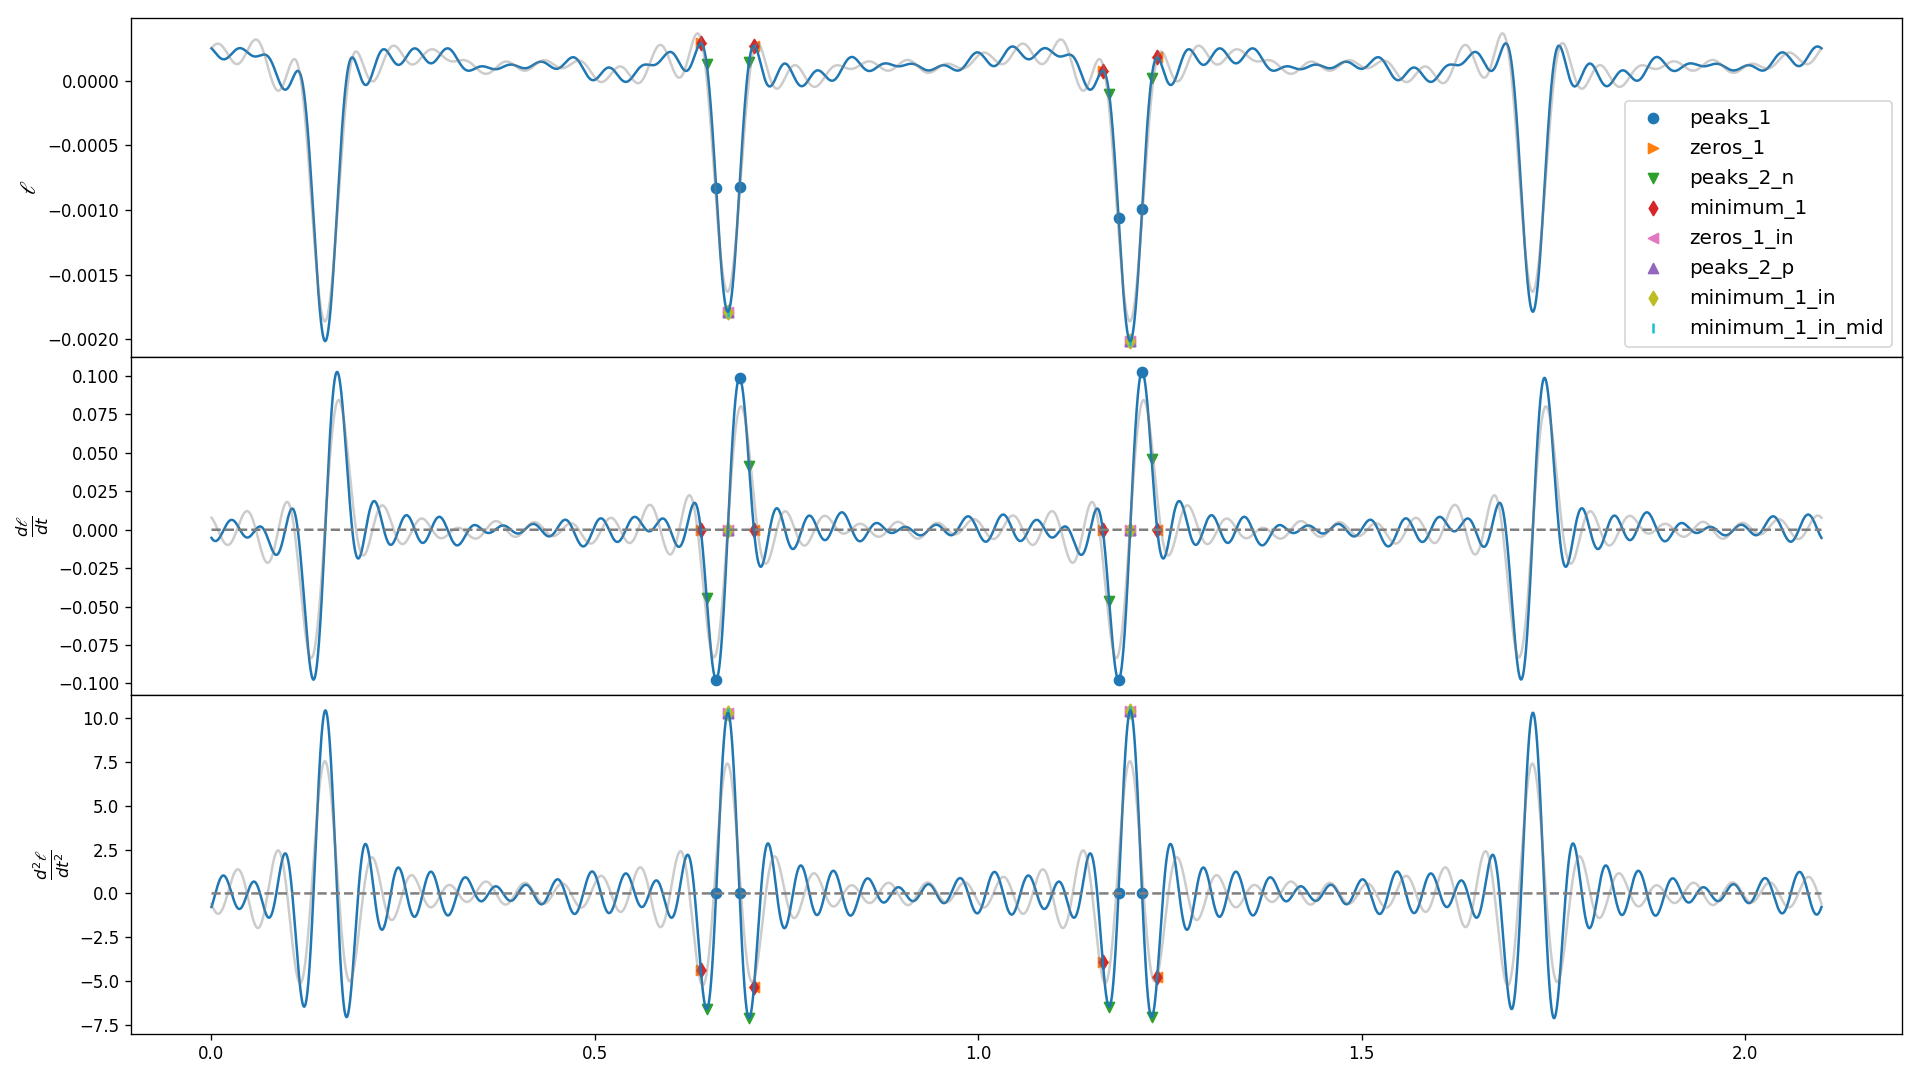 0.0000
−0.0005
−0.0010
−0.0015
−0.0020
ℓ
peaks_1
zeros_1
peaks_2_n
minimum_1
zeros_1_in
peaks_2_p
minimum_1_in
minimum_1_in_mid
0.100
0.075
0.050
0.025
0.000
−0.025
−0.050
−0.075
−0.100
dℓ
dt
10.0
7.5
5.0
2.5
0.0
−2.5
−5.0
−7.5
d²ℓ
dt²
0.0 0.5 1.0 1.5 2.0